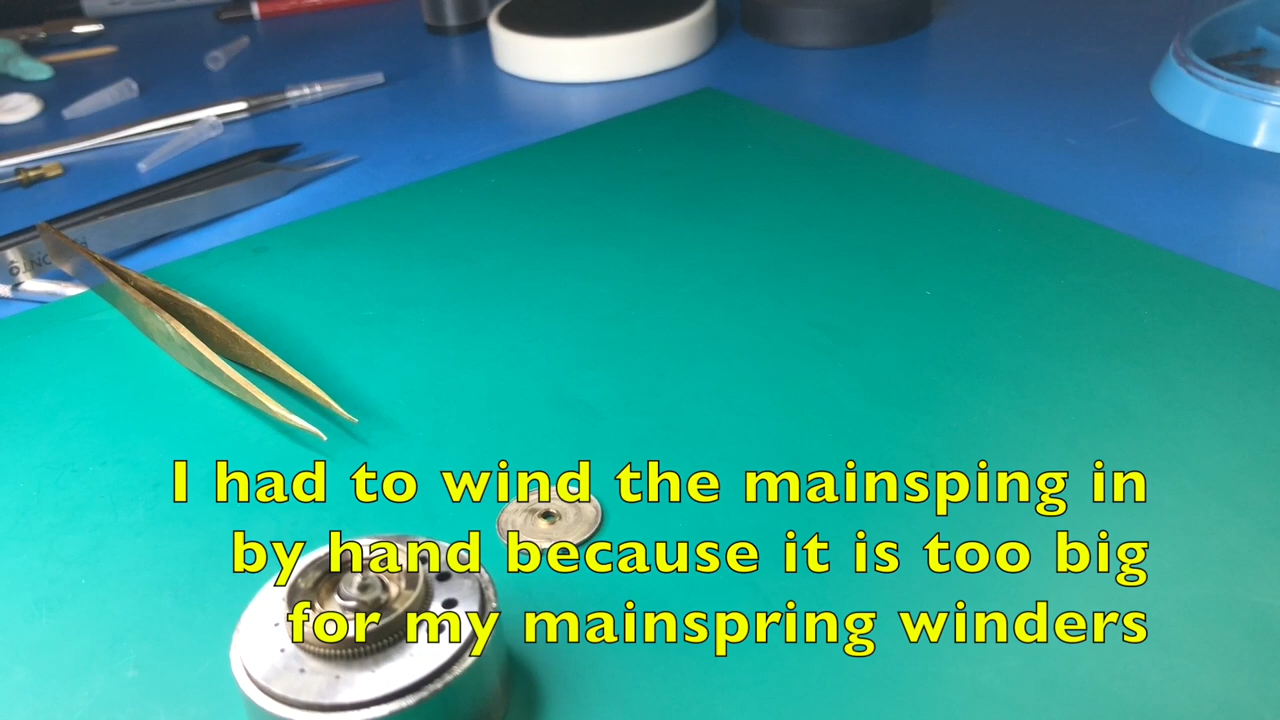 I had to wind the mainsping in
by hand because it is too big
for my mainspring winders